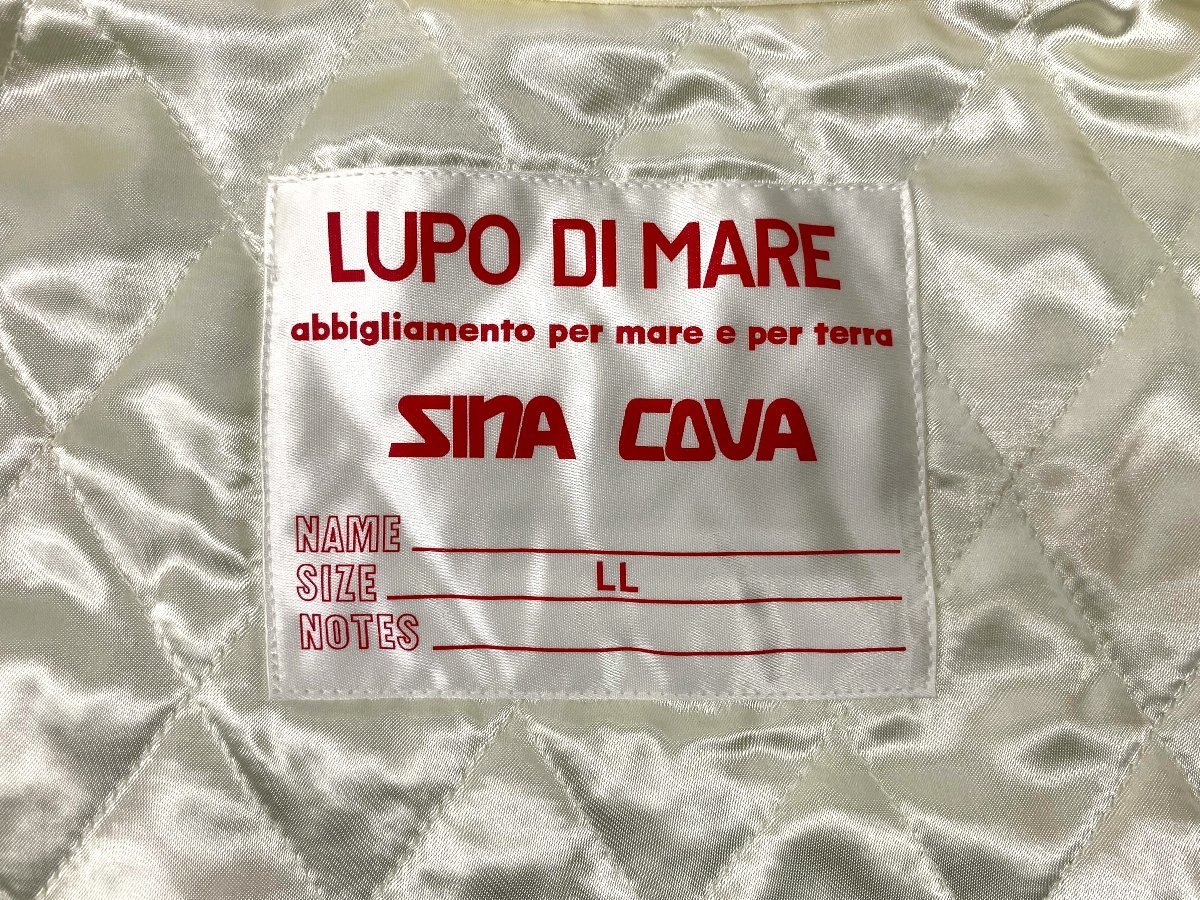 LUPO DI MARE
abbigliamento per mare e per terra
SINA COVA
NAME
SIZE LL
NOTES